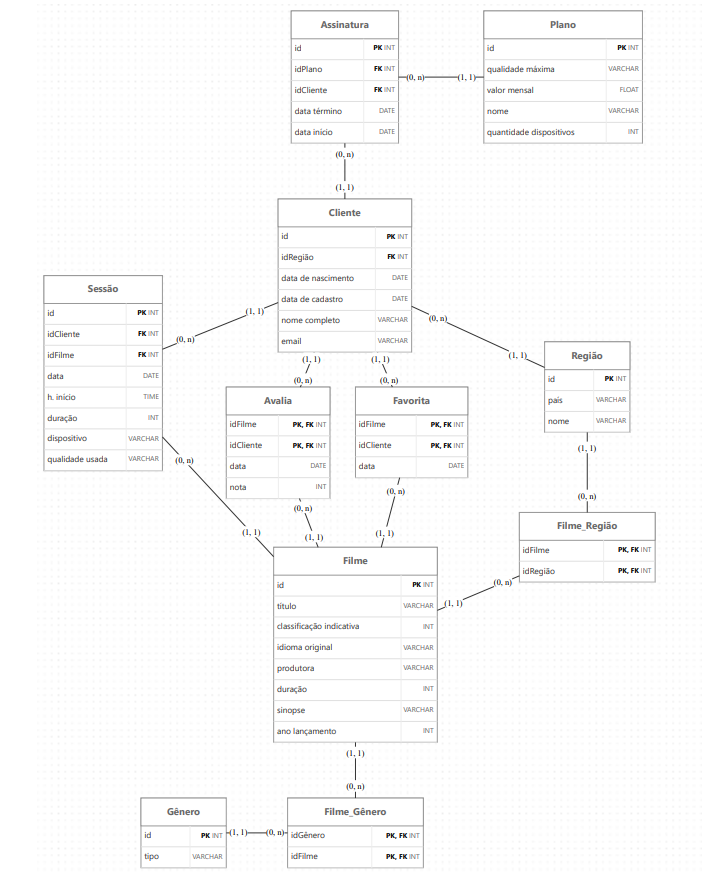 Assinatura
id PK INT
idPlano FK INT
idCliente FK INT
data término DATE
data início DATE
(0, n)
(1, 1)
Plano
id PK INT
qualidade máxima VARCHAR
valor mensal FLOAT
nome VARCHAR
quantidade dispositivos INT
(0, n)
(1, 1)
Cliente
id PK INT
idRegião FK INT
data de nascimento DATE
data de cadastro DATE
nome completo VARCHAR
email VARCHAR
Sessão
id PK INT
idCliente FK INT
idFilme FK INT
data DATE
h. início TIME
duração INT
dispositivo VARCHAR
qualidade usada VARCHAR
(1, 1)
(0, n)
(0, n)
(1, 1)
Região
id PK INT
país VARCHAR
nome VARCHAR
(1, 1)
(1, 1)
(0, n)
(0, n)
Avalia
idFilme PK, FK INT
idCliente PK, FK INT
data DATE
nota INT
Favorita
idFilme PK, FK INT
idCliente PK, FK INT
data DATE
(1, 1)
(0, n)
(0, n)
(1, 1)
(0, n)
(1, 1)
(0, n)
(1, 1)
Filme_Região
idFilme PK, FK INT
idRegião PK, FK INT
(0, n)
(1, 1)
Filme
id PK INT
título VARCHAR
classificação indicativa INT
idioma original VARCHAR
produtora VARCHAR
duração INT
sinopse VARCHAR
ano lançamento INT
(1, 1)
(0, n)
Gênero
id PK INT
tipo VARCHAR
(1, 1)
(0, n)
Filme_Gênero
idGênero PK, FK INT
idFilme PK, FK INT